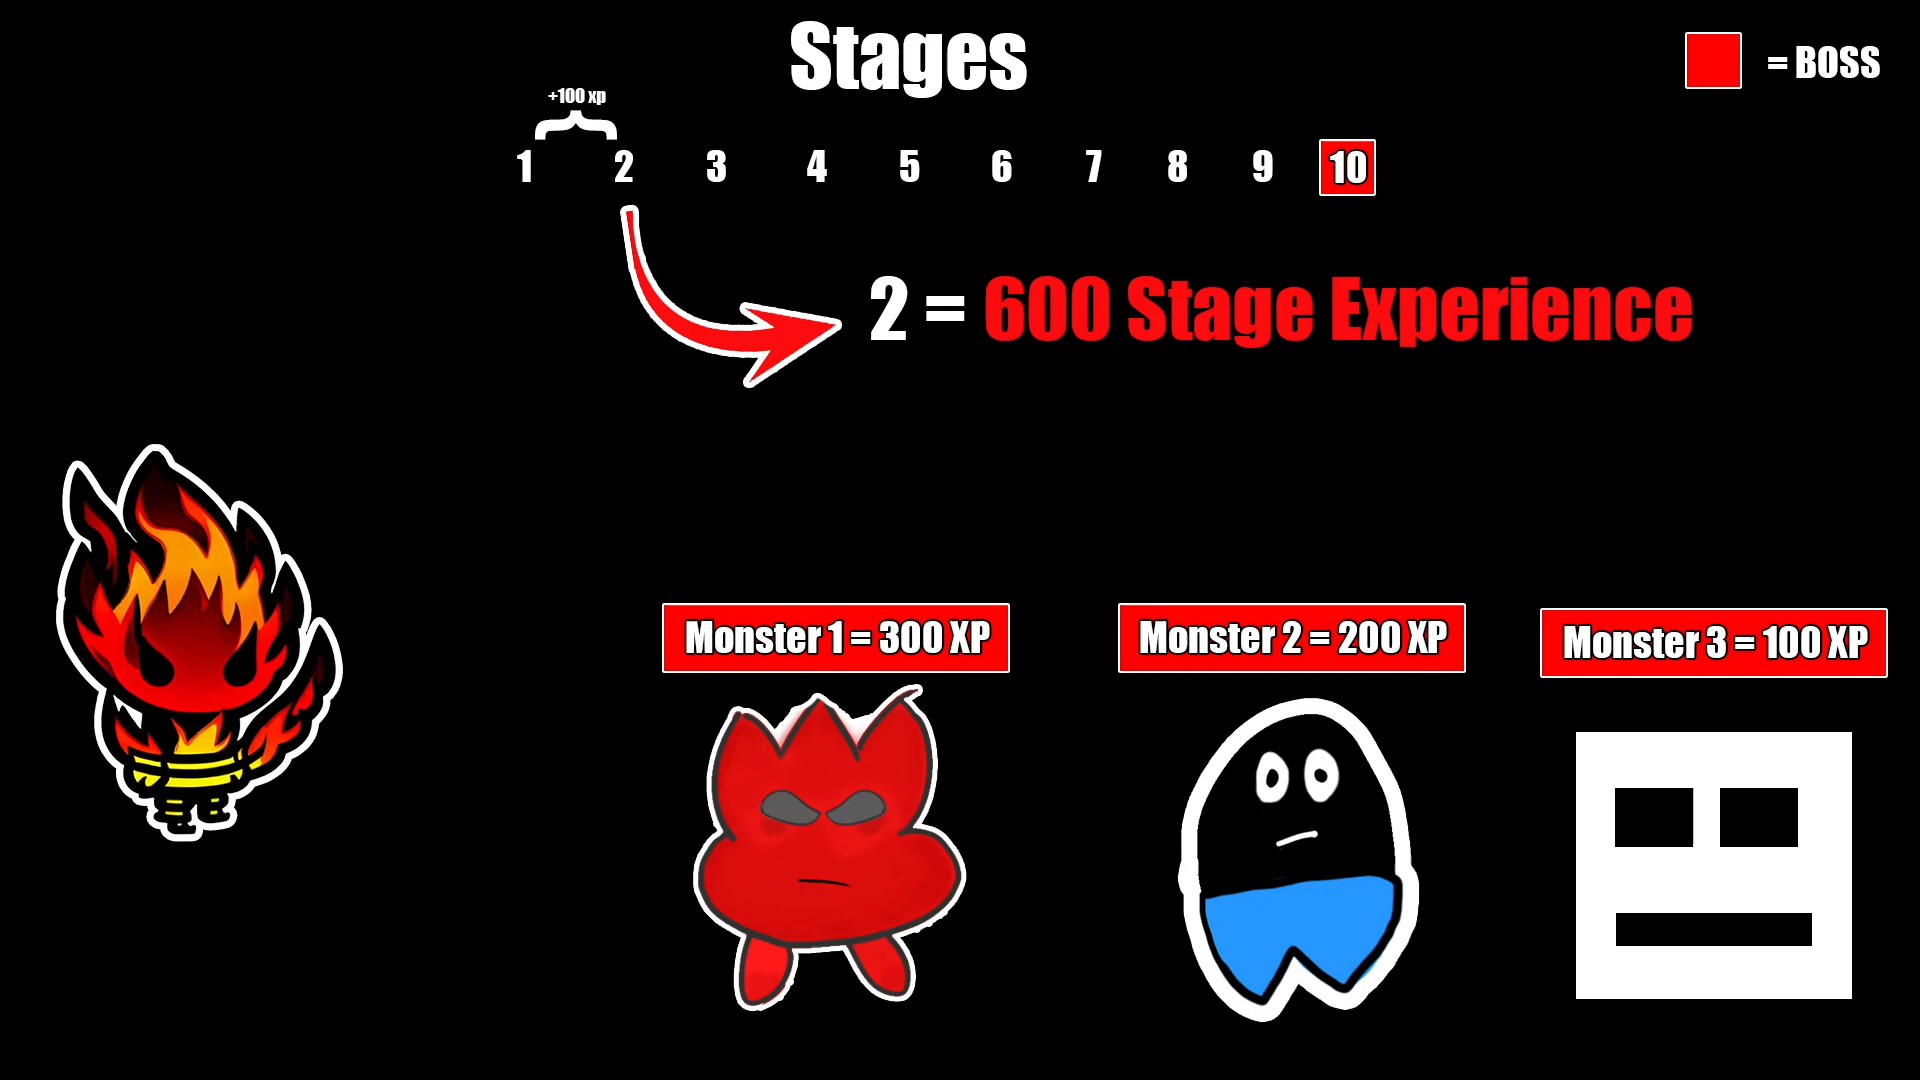 Stages
= BOSS
+100 xp
1 2 3 4 5 6 7 8 9 10
2 = 600 Stage Experience
Monster 1 = 300 XP
Monster 2 = 200 XP
Monster 3 = 100 XP